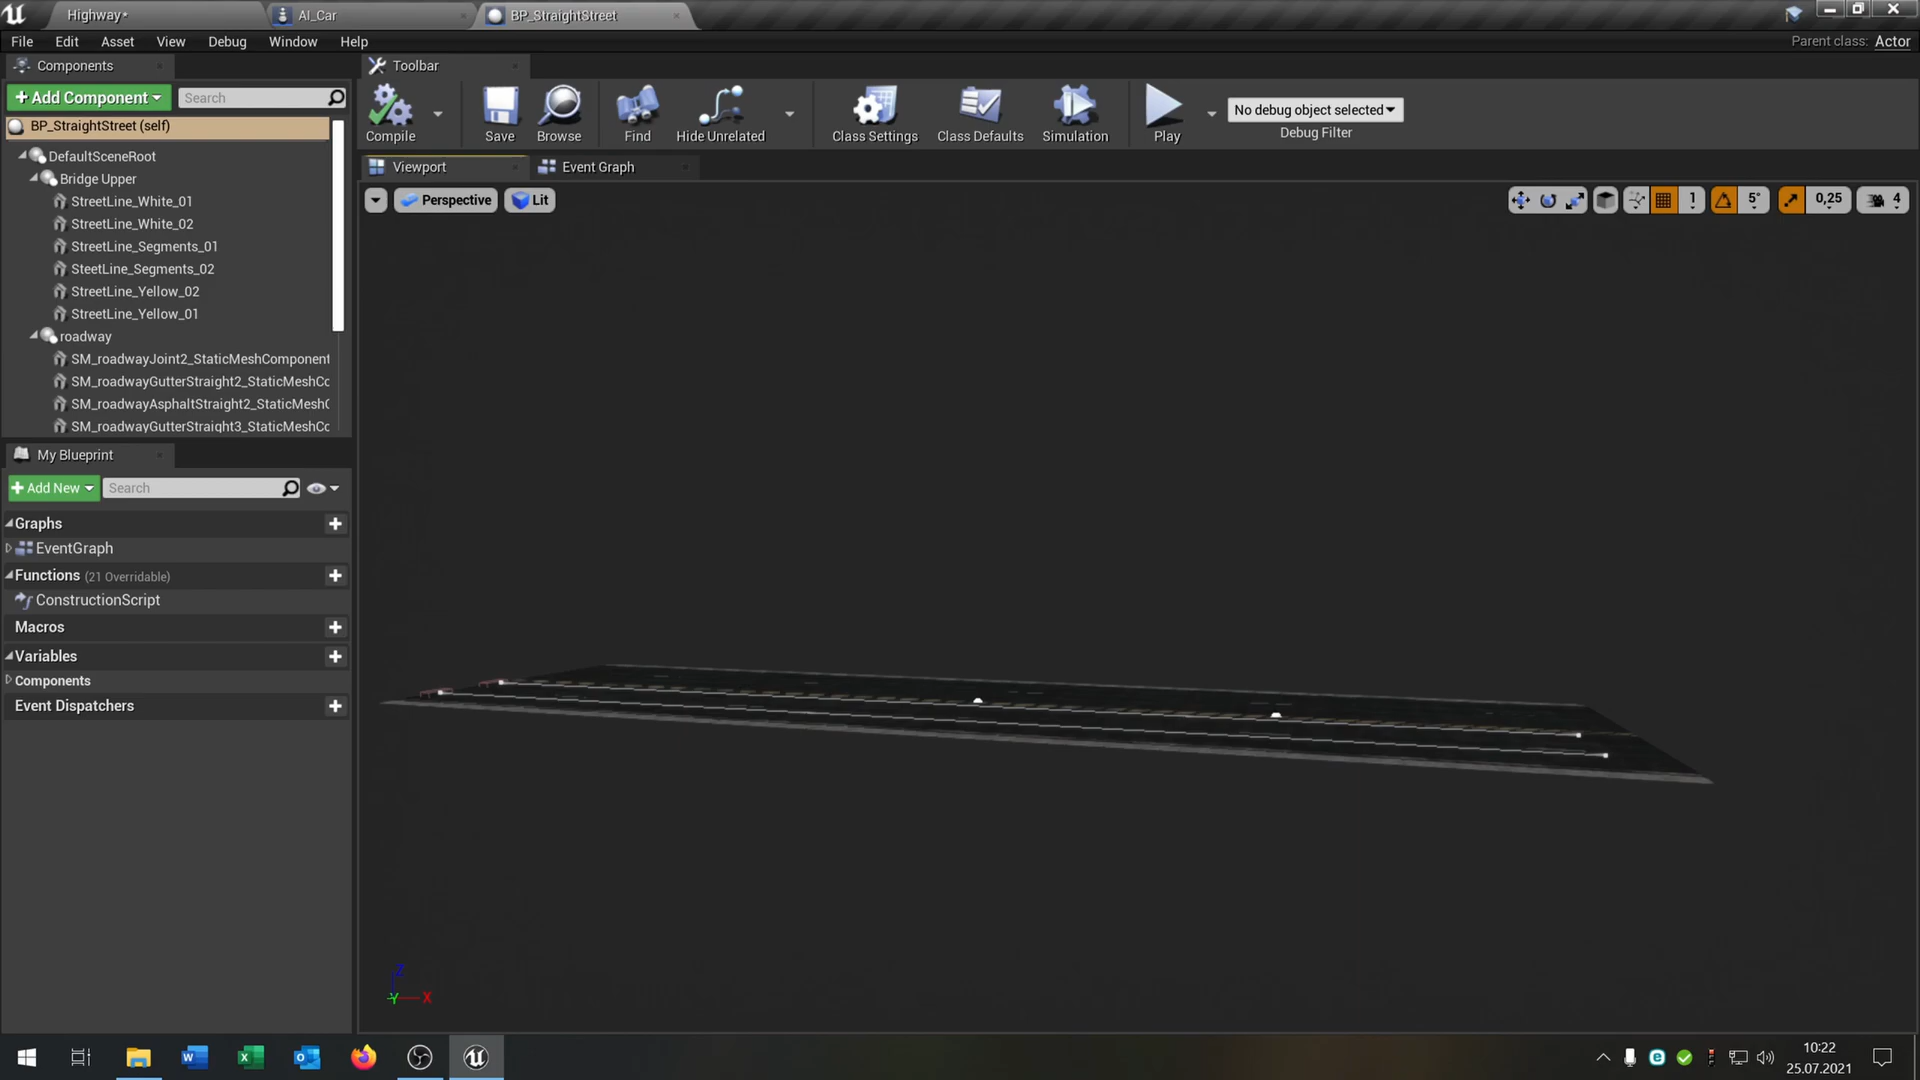 Highway*
AI_Car
BP_StraightStreet
File
Edit
Asset
View
Debug
Window
Help
Parent class: Actor
Components
Toolbar
Add Component
Search
Compile
Save
Browse
Find
Hide Unrelated
Class Settings
Class Defaults
Simulation
Play
No debug object selected
Debug Filter
BP_StraightStreet (self)
DefaultSceneRoot
Bridge Upper
StreetLine_White_01
StreetLine_White_02
StreetLine_Segments_01
SteetLine_Segments_02
StreetLine_Yellow_02
StreetLine_Yellow_01
roadway
SM_roadwayJoint2_StaticMeshComponent
SM_roadwayGutterStraight2_StaticMeshCo
SM_roadwayAsphaltStraight2_StaticMeshC
SM_roadwayGutterStraight3_StaticMeshCo
Viewport
Event Graph
Perspective
Lit
1
5°
0,25
4
My Blueprint
Add New
Search
Graphs
EventGraph
Functions (21 Overridable)
ConstructionScript
Macros
Variables
Components
Event Dispatchers
Z
Y
X
10:22
25.07.2021